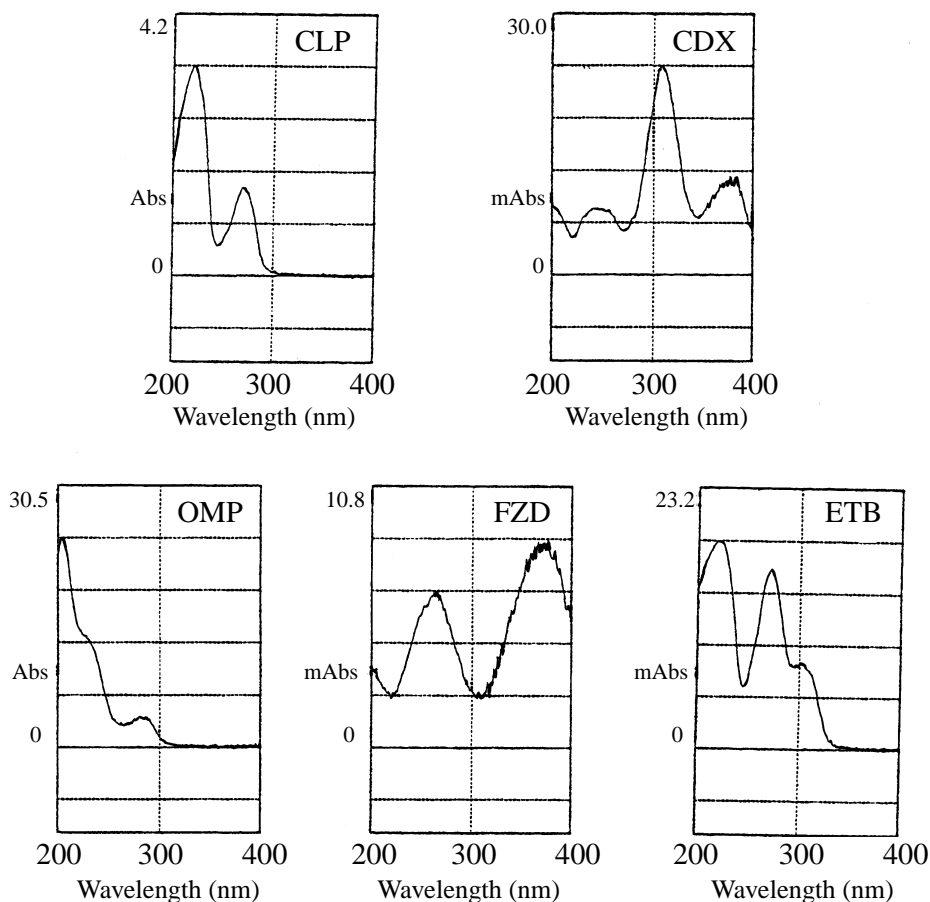 4.2
CLP
Abs
0
200 300 400
Wavelength (nm)
30.0
CDX
mAbs
0
200 300 400
Wavelength (nm)
30.5
OMP
Abs
0
200 300 400
Wavelength (nm)
10.8
FZD
mAbs
0
200 300 400
Wavelength (nm)
23.2
ETB
mAbs
0
200 300 400
Wavelength (nm)